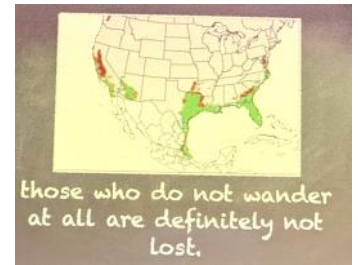 those who do not wander
at all are definitely not
lost.